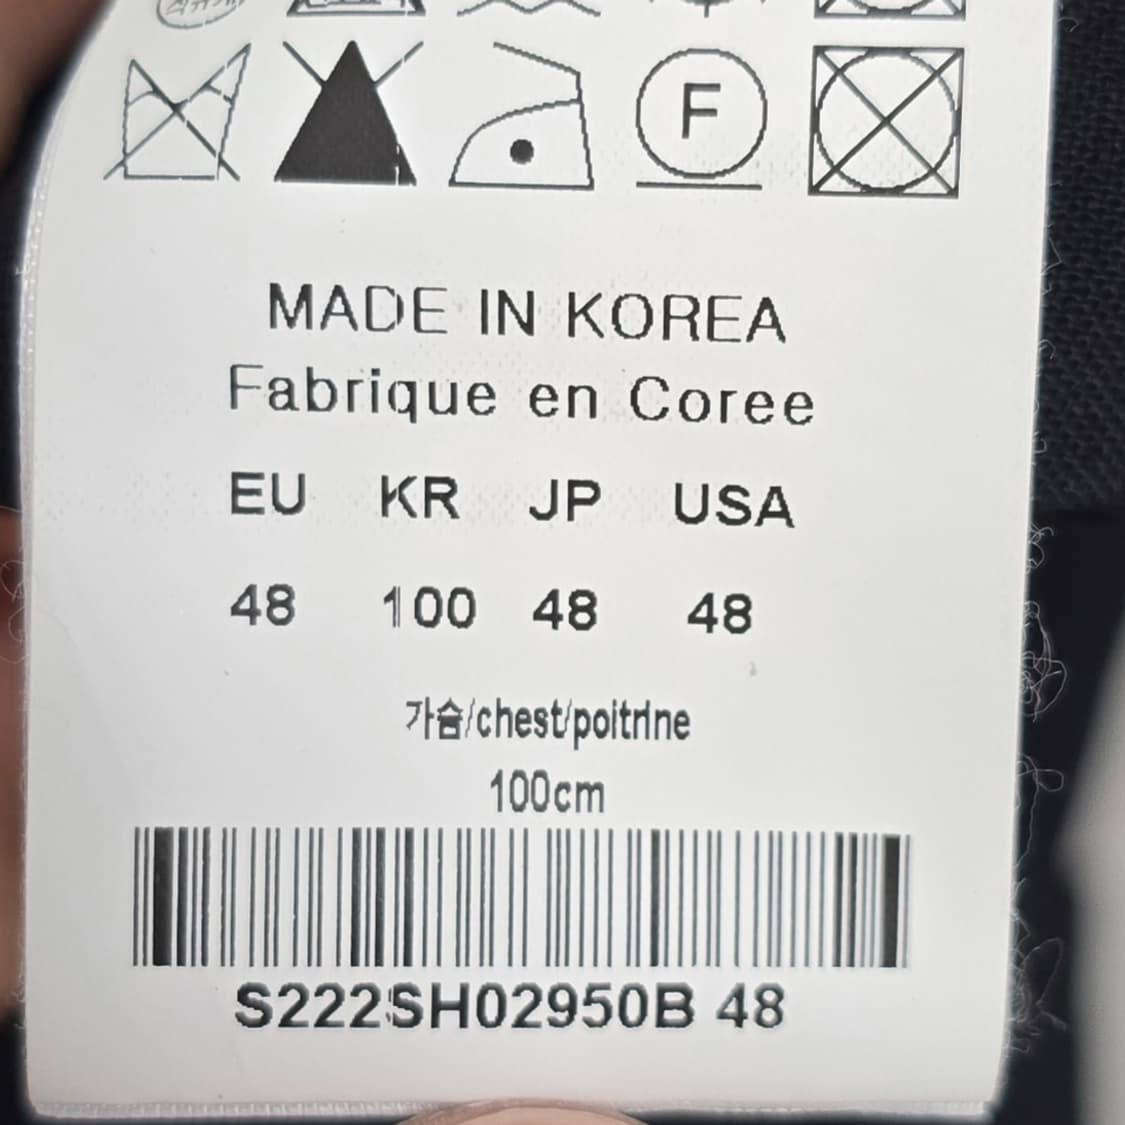 F
MADE IN KOREA
Fabrique en Coree
EU KR JP USA
48 100 48 48
가슴/chest/poitrine
100cm
S222SH02950B 48